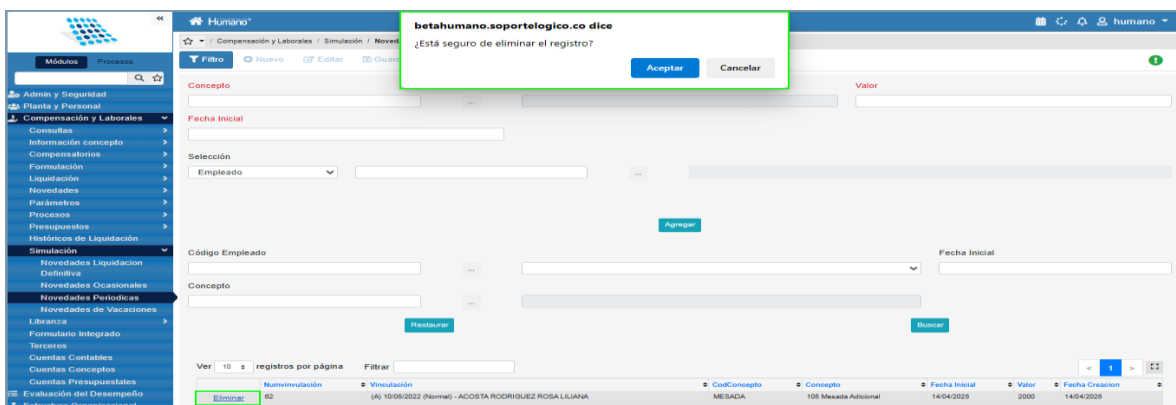 « Humano® betahumano.soportelogico.co dice humano
¿Está seguro de eliminar el registro?
Aceptar Cancelar
/ Compensación y Laborales / Simulación /
Módulos Procesos
Filtro Nuevo Editar
Admin y Seguridad
Planta y Personal
Compensación y Laborales
Consultas
Información concepto
Compensatorios
Formulación
Liquidación
Novedades
Parámetros
Procesos
Presupuestos
Históricos de Liquidación
Simulación
Novedades Liquidacion
Definiliva
Novedades Ocasionales
Novedades Periodicas
Novedades de Vacaciones
Libranza
Formulario Integrado
Terceros
Cuentas Contables
Cuentas Conceptos
Cuentas Presupuestales
Evaluación del Desempeño
Concepto Valor
...
Fecha Inicial
Selección
Empleado ...
Agregar
Código Empleado Fecha Inicial
...
Concepto
...
Restaurar Buscar
Ver 10 registros por página Filtrar < 1 >
Numvinvulación Vinculación CodConcepto Concepto Fecha Inicial Valor Fecha Creacion
Eliminar 62 (A) 10/05/2022 (Normal) - ACOSTA RODRIGUEZ ROSA LILIANA MESADA 105 Mesada Adicional 14/04/2025 2000 14/04/2025